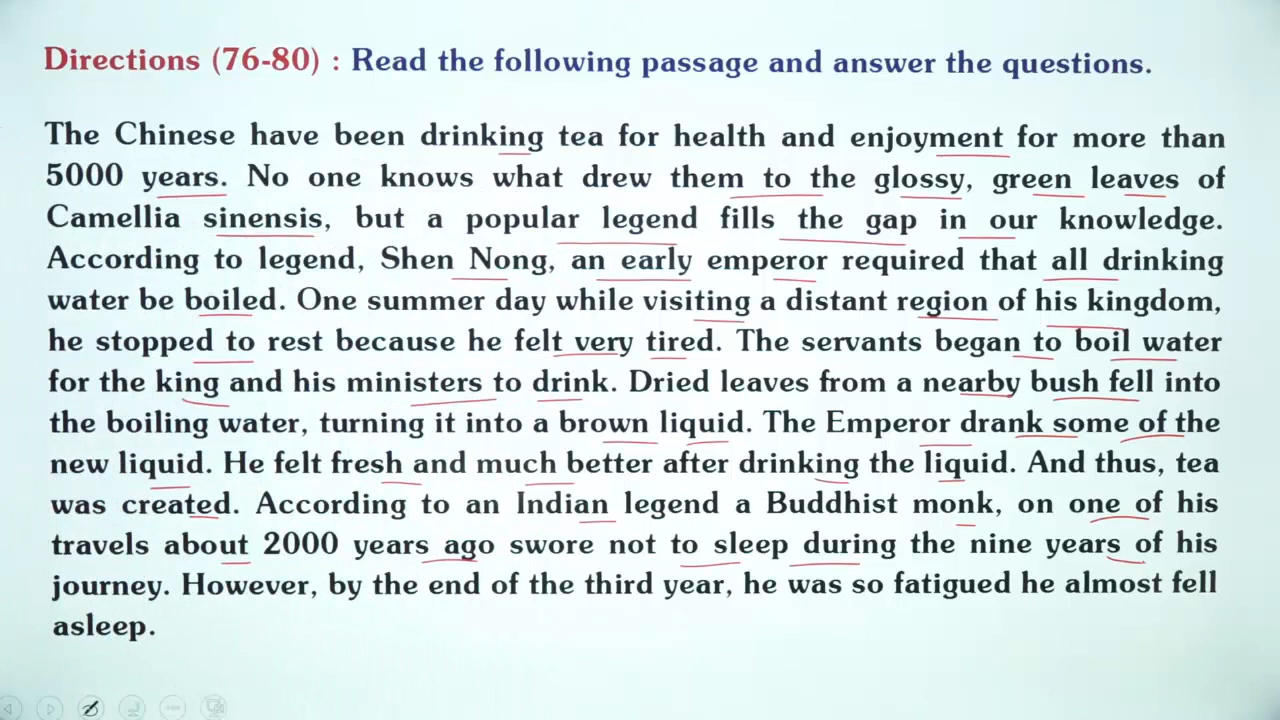 Directions (76-80) : Read the following passage and answer the questions.
The Chinese have been drinking tea for health and enjoyment for more than
5000 years. No one knows what drew them to the glossy, green leaves of
Camellia sinensis, but a popular legend fills the gap in our knowledge.
According to legend, Shen Nong, an early emperor required that all drinking
water be boiled. One summer day while visiting a distant region of his kingdom,
he stopped to rest because he felt very tired. The servants began to boil water
for the king and his ministers to drink. Dried leaves from a nearby bush fell into
the boiling water, turning it into a brown liquid. The Emperor drank some of the
new liquid. He felt fresh and much better after drinking the liquid. And thus, tea
was created. According to an Indian legend a Buddhist monk, on one of his
travels about 2000 years ago swore not to sleep during the nine years of his
journey. However, by the end of the third year, he was so fatigued he almost fell
asleep.